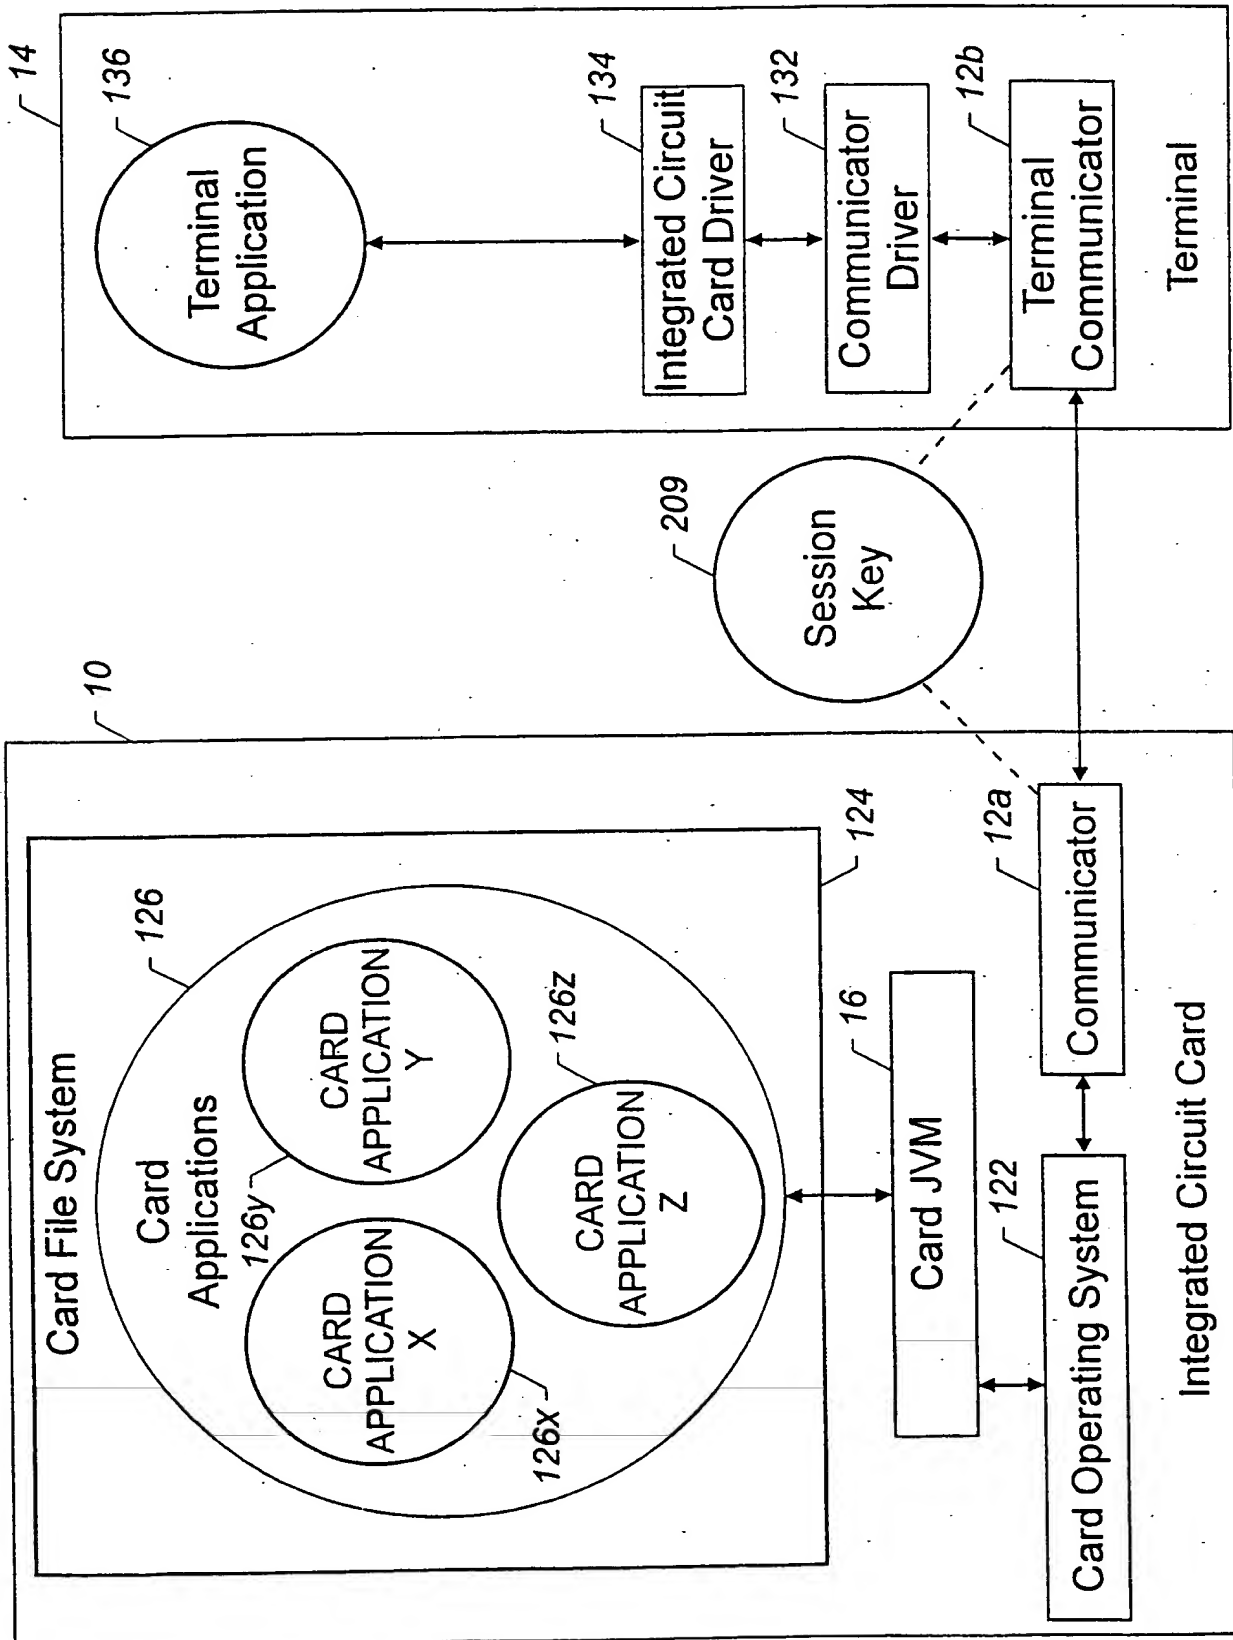 10
Card File System
126
Card
Applications
126y
CARD
APPLICATION
Y
CARD
APPLICATION
X
126x
126z
CARD
APPLICATION
Z
124
16
Card JVM
122
Card Operating System
12a
Communicator
Integrated Circuit Card
209
Session
Key
14
136
Terminal
Application
134
Integrated Circuit
Card Driver
132
Communicator
Driver
12b
Terminal
Communicator
Terminal